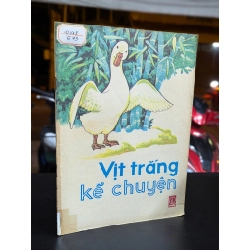 Vịt trắng
kể chuyện